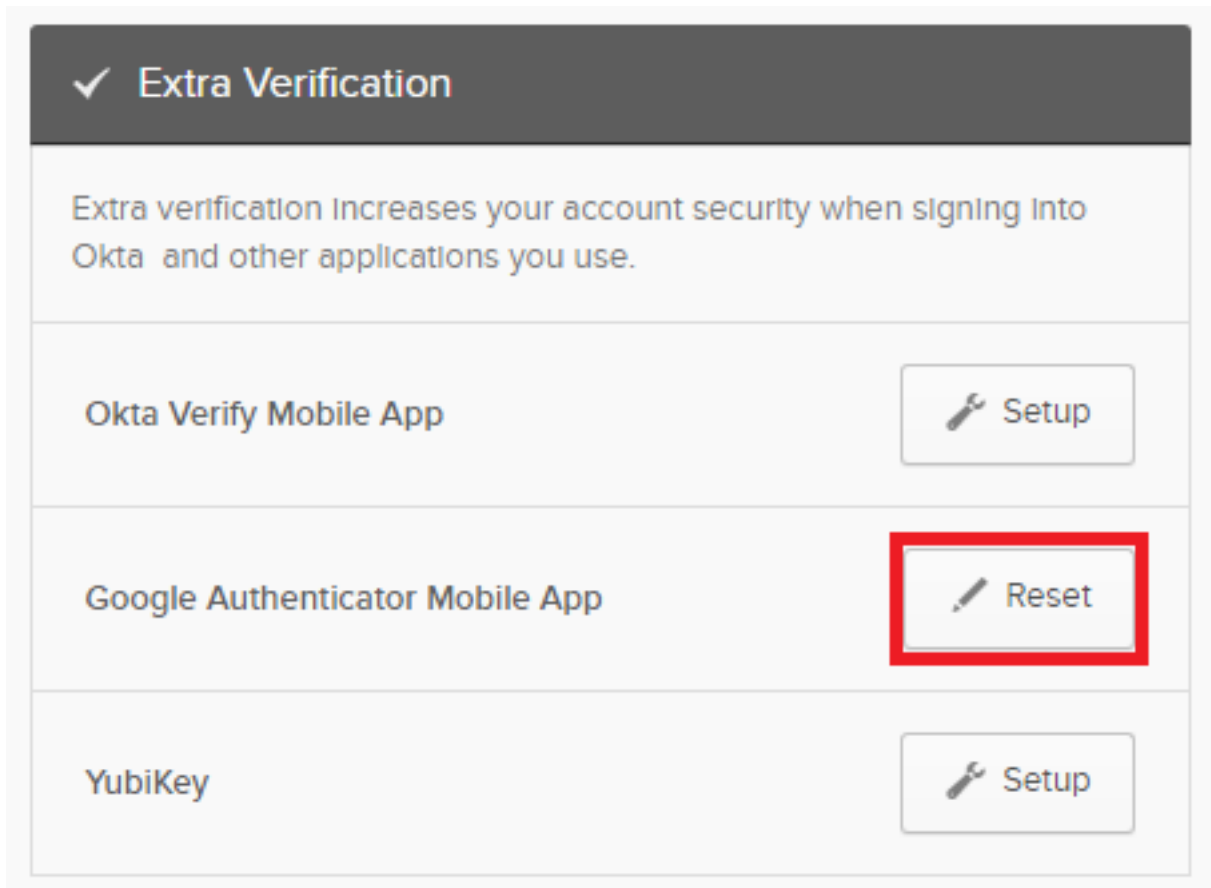 Extra Verification
Extra verification increases your account security when signing into
Okta and other applications you use.
Okta Verify Mobile App
Setup
Google Authenticator Mobile App
Reset
YubiKey
Setup